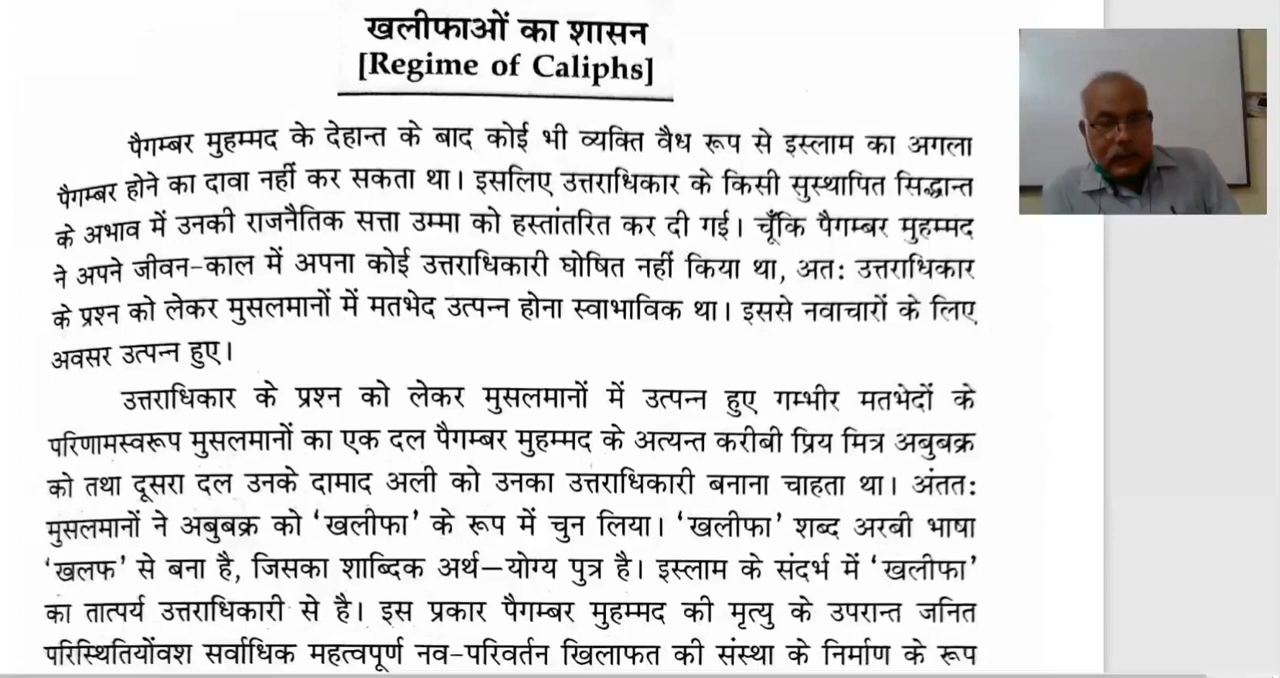 खलीफाओं का शासन
[Regime of Caliphs]
पैगम्बर मुहम्मद के देहान्त के बाद कोई भी व्यक्ति वैध रूप से इस्लाम का अगला
पैगम्बर होने का दावा नहीं कर सकता था। इसलिए उत्तराधिकार के किसी सुस्थापित सिद्धान्त
के अभाव में उनकी राजनैतिक सत्ता उम्मा को हस्तांतरित कर दी गई। चूँकि पैगम्बर मुहम्मद
ने अपने जीवन-काल में अपना कोई उत्तराधिकारी घोषित नहीं किया था, अतः उत्तराधिकार
के प्रश्न को लेकर मुसलमानों में मतभेद उत्पन्न होना स्वाभाविक था। इससे नवाचारों के लिए
अवसर उत्पन्न हुए।
उत्तराधिकार के प्रश्न को लेकर मुसलमानों में उत्पन्न हुए गम्भीर मतभेदों के
परिणामस्वरूप मुसलमानों का एक दल पैगम्बर मुहम्मद के अत्यन्त करीबी प्रिय मित्र अबुबक्र
को तथा दूसरा दल उनके दामाद अली को उनका उत्तराधिकारी बनाना चाहता था। अंततः
मुसलमानों ने अबुबक्र को ‘खलीफा’ के रूप में चुन लिया। ‘खलीफा’ शब्द अरबी भाषा
‘खलफ’ से बना है, जिसका शाब्दिक अर्थ—योग्य पुत्र है। इस्लाम के संदर्भ में ‘खलीफा’
का तात्पर्य उत्तराधिकारी से है। इस प्रकार पैगम्बर मुहम्मद की मृत्यु के उपरान्त जनित
परिस्थितियोंवश सर्वाधिक महत्वपूर्ण नव-परिवर्तन खिलाफत की संस्था के निर्माण के रूप